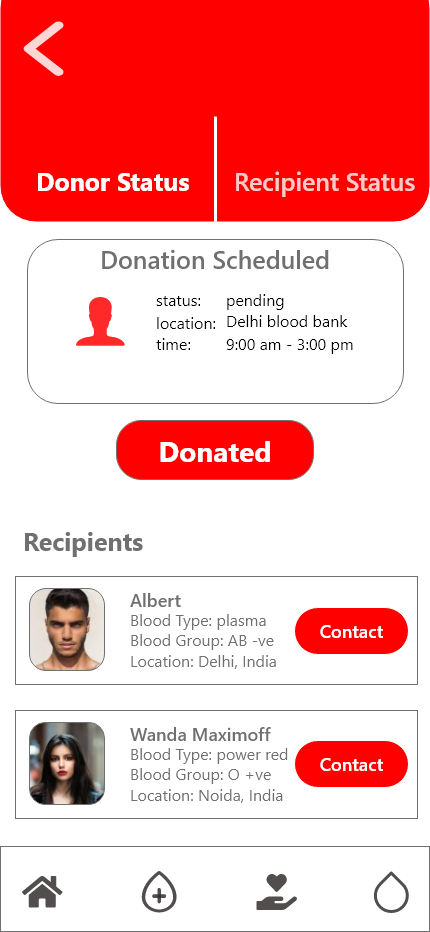 Donor Status
Recipient Status
Donation Scheduled
status: pending
location: Delhi blood bank
time: 9:00 am - 3:00 pm
Donated
Recipients
Albert
Blood Type: plasma
Blood Group: AB -ve
Location: Delhi, India
Contact
Wanda Maximoff
Blood Type: power red
Blood Group: O +ve
Location: Noida, India
Contact